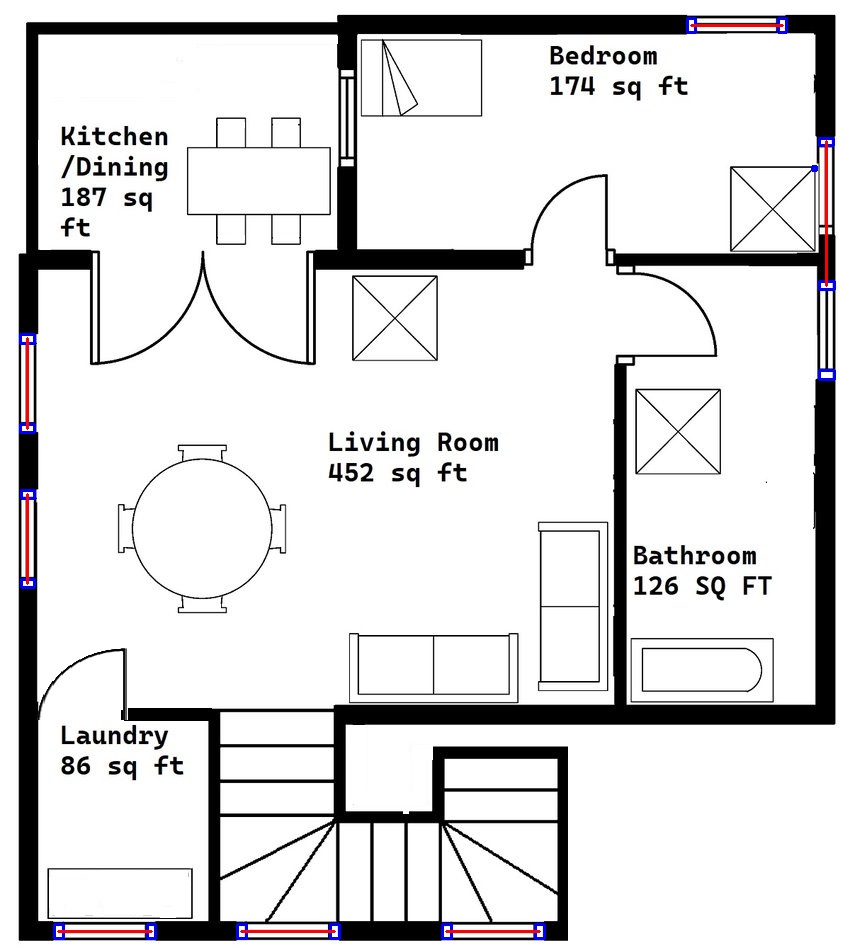 Bedroom
174 sq ft
Kitchen
/Dining
187 sq
ft
Living Room
452 sq ft
Bathroom
126 SQ FT
Laundry
86 sq ft